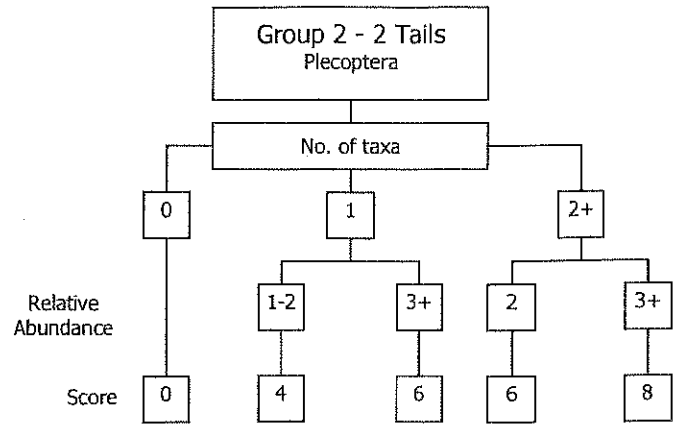 Group 2 - 2 Tails
Plecoptera
No. of taxa
0 1 2+
Relative
Abundance
1-2 3+ 2 3+
Score 0 4 6 6 8